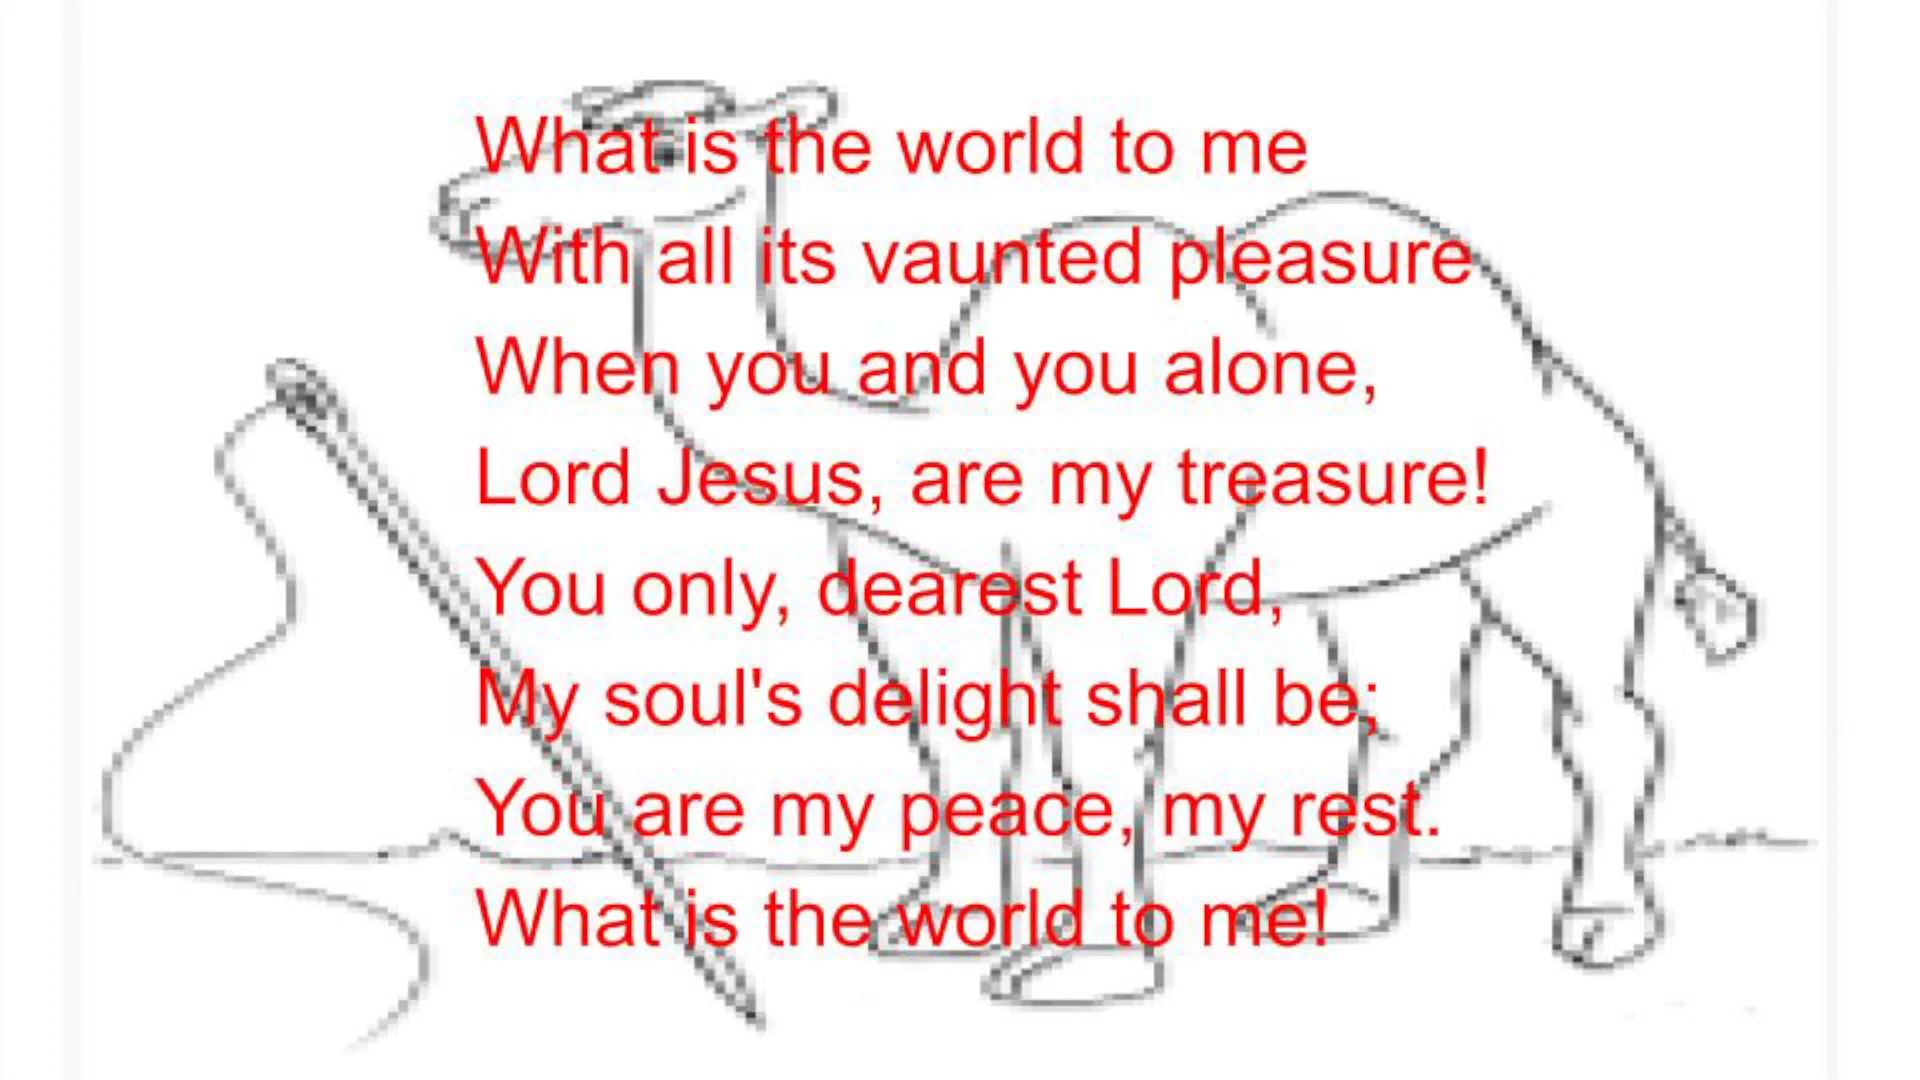 What is the world to me
With all its vaunted pleasure
When you and you alone,
Lord Jesus, are my treasure!
You only, dearest Lord,
My soul's delight shall be;
You are my peace, my rest.
What is the world to me!